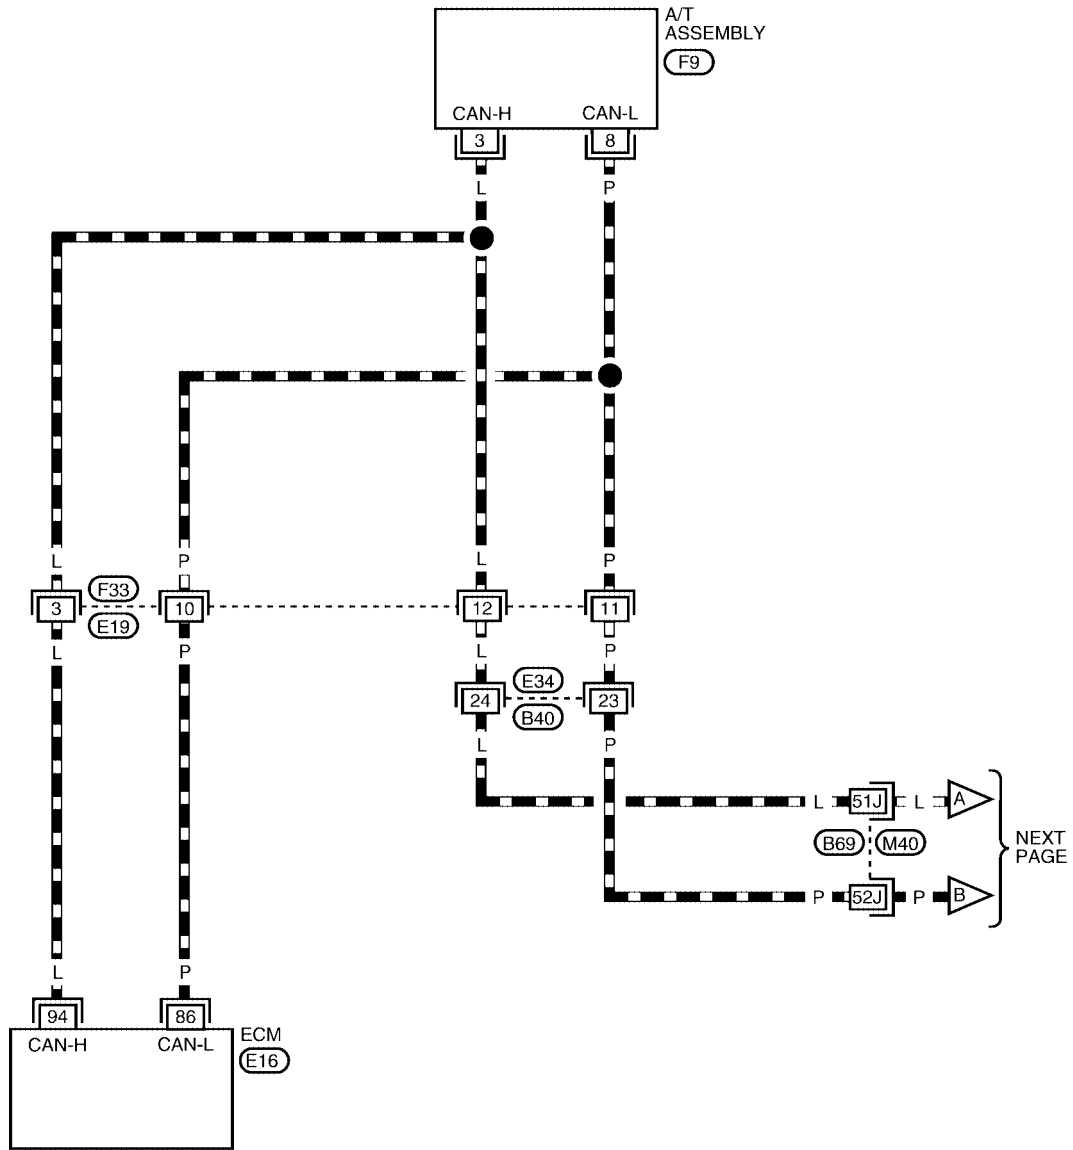 A/T
ASSEMBLY
F9
CAN-H
CAN-L
3
8
L
P
L
P
L
P
F33
3
10
12
11
E19
L
P
L
P
E34
24
23
B40
L
P
L
51J
L
A
B69
M40
NEXT
PAGE
P
52J
P
B
L
P
94
86
ECM
CAN-H
CAN-L
E16